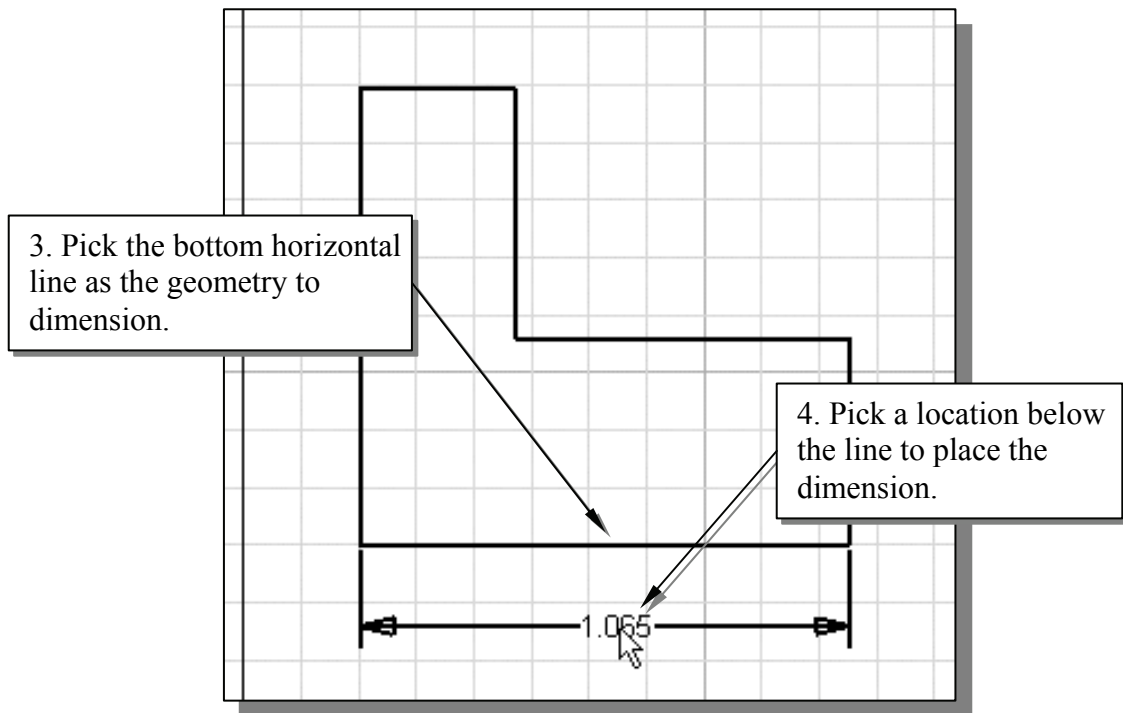 3. Pick the bottom horizontal
line as the geometry to
dimension.
4. Pick a location below
the line to place the
dimension.
1.065